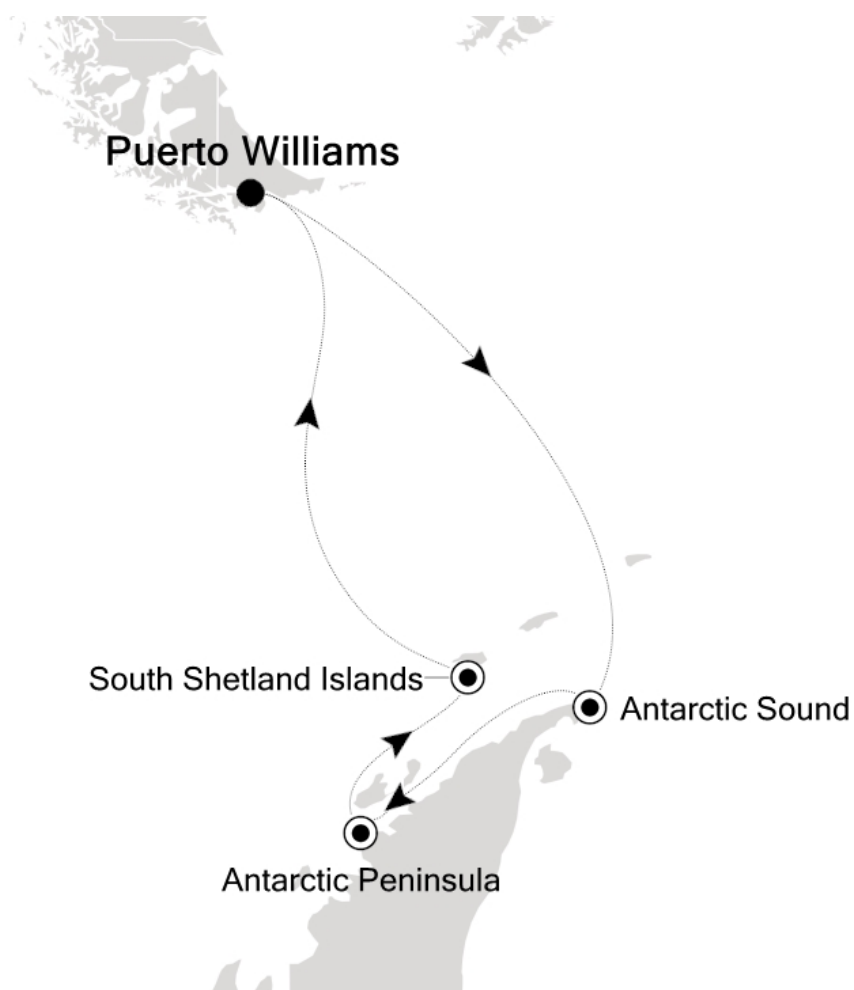 Puerto Williams
South Shetland Islands
Antarctic Sound
Antarctic Peninsula